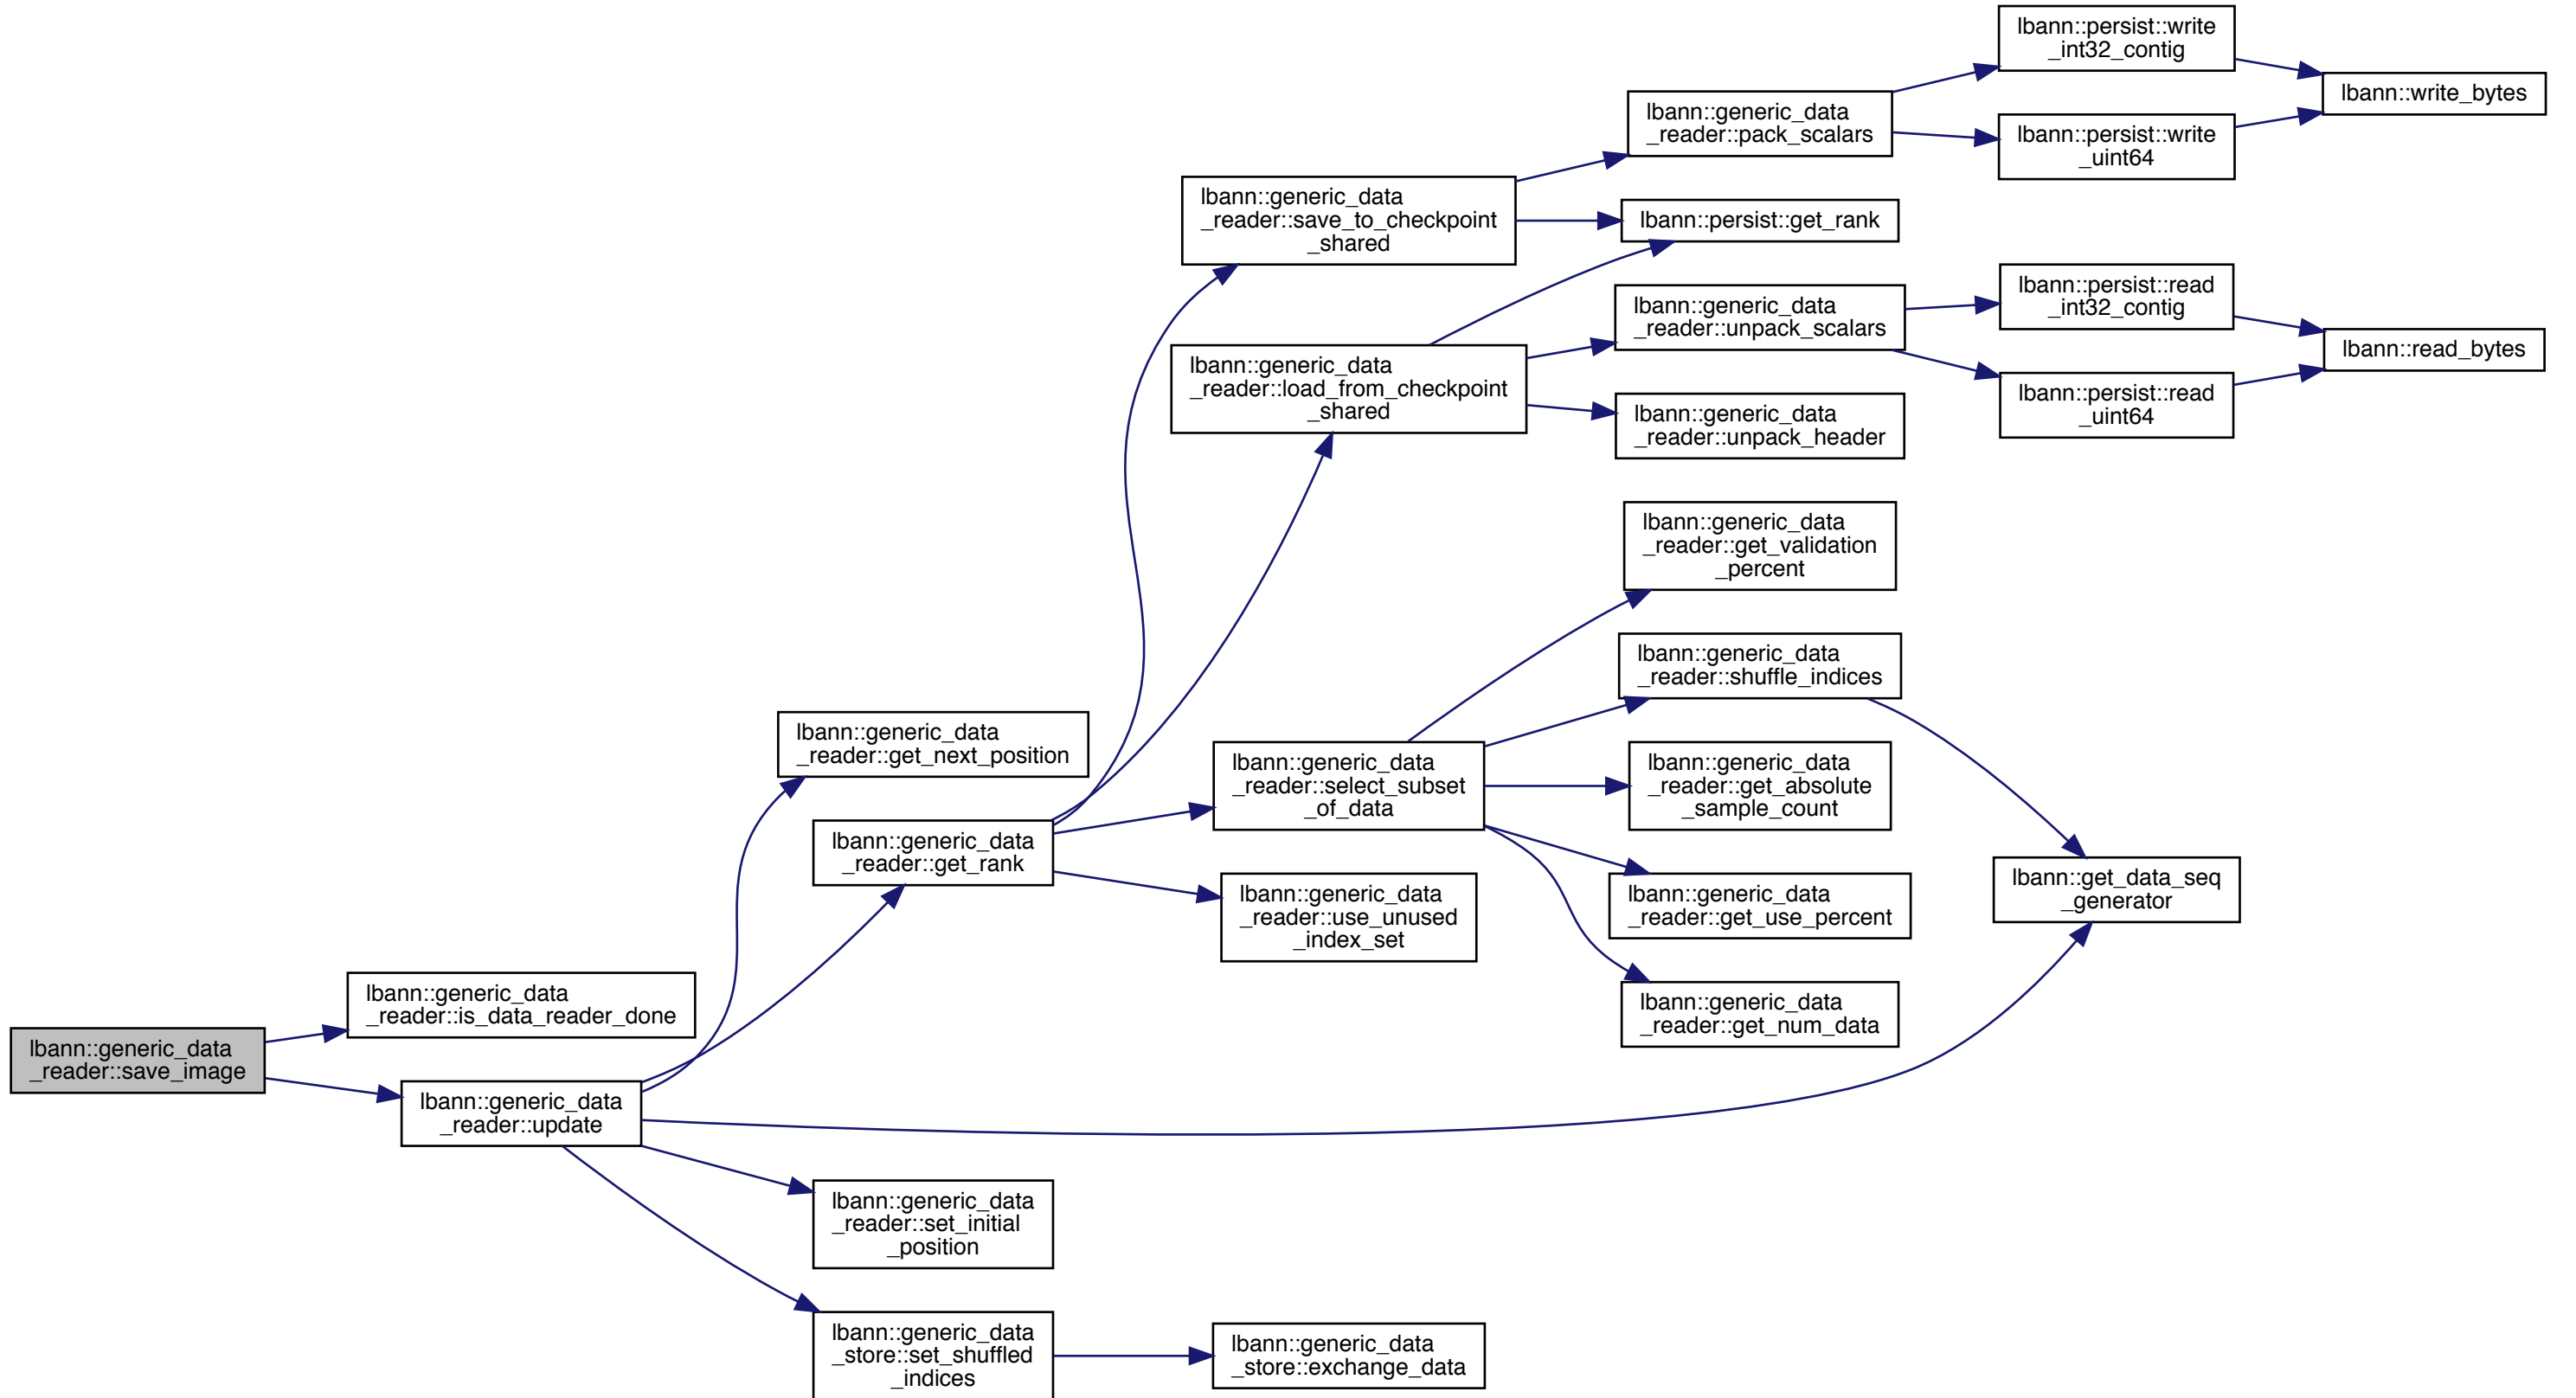 lbann::persist::write
_int32_contig
lbann::write_bytes
lbann::generic_data
_reader::pack_scalars
lbann::persist::write
_uint64
lbann::generic_data
_reader::save_to_checkpoint
_shared
lbann::persist::get_rank
lbann::persist::read
_int32_contig
lbann::generic_data
_reader::unpack_scalars
lbann::read_bytes
lbann::generic_data
_reader::load_from_checkpoint
_shared
lbann::persist::read
_uint64
lbann::generic_data
_reader::unpack_header
lbann::generic_data
_reader::get_validation
_percent
lbann::generic_data
_reader::shuffle_indices
lbann::generic_data
_reader::get_next_position
lbann::generic_data
_reader::select_subset
_of_data
lbann::generic_data
_reader::get_absolute
_sample_count
lbann::generic_data
_reader::get_rank
lbann::get_data_seq
_generator
lbann::generic_data
_reader::use_unused
_index_set
lbann::generic_data
_reader::get_use_percent
lbann::generic_data
_reader::is_data_reader_done
lbann::generic_data
_reader::get_num_data
lbann::generic_data
_reader::save_image
lbann::generic_data
_reader::update
lbann::generic_data
_reader::set_initial
_position
lbann::generic_data
_store::set_shuffled
_indices
lbann::generic_data
_store::exchange_data